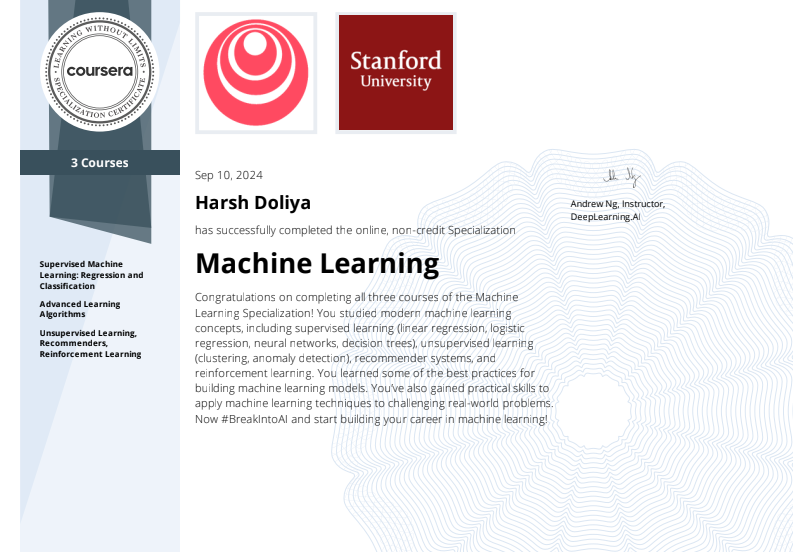 LEARNING WITHOUT LIMITS
coursera
SPECIALIZATION CERTIFICATE
Stanford
University
3 Courses
Supervised Machine
Learning: Regression and
Classification
Advanced Learning
Algorithms
Unsupervised Learning,
Recommenders,
Reinforcement Learning
Sep 10, 2024
Harsh Doliya
has successfully completed the online, non-credit Specialization
Machine Learning
Congratulations on completing all three courses of the Machine
Learning Specialization! You studied modern machine learning
concepts, including supervised learning (linear regression, logistic
regression, neural networks, decision trees), unsupervised learning
(clustering, anomaly detection), recommender systems, and
reinforcement learning. You learned some of the best practices for
building machine learning models. You’ve also gained practical skills to
apply machine learning techniques to challenging real-world problems.
Now #BreakIntoAI and start building your career in machine learning!
Andrew Ng, Instructor,
DeepLearning.AI